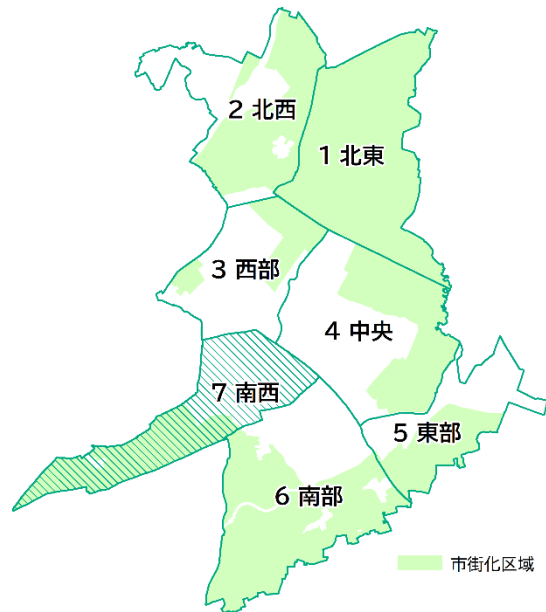 2 北西
1 北東
3 西部
4 中央
7 南西
5 東部
6 南部
市街化区域